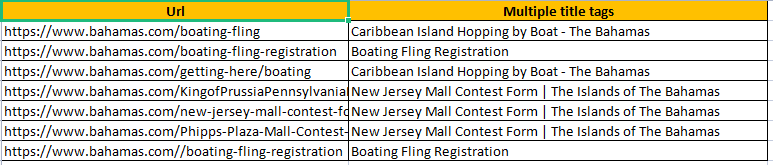 Url Multiple title tags
https://www.bahamas.com/boating-fling Caribbean Island Hopping by Boat - The Bahamas
https://www.bahamas.com/boating-fling-registration Boating Fling Registration
https://www.bahamas.com/getting-here/boating Caribbean Island Hopping by Boat - The Bahamas
https://www.bahamas.com/KingofPrussiaPennsylvania New Jersey Mall Contest Form | The Islands of The Bahamas
https://www.bahamas.com/new-jersey-mall-contest-fo New Jersey Mall Contest Form | The Islands of The Bahamas
https://www.bahamas.com/Phipps-Plaza-Mall-Contest- New Jersey Mall Contest Form | The Islands of The Bahamas
https://www.bahamas.com//boating-fling-registration Boating Fling Registration